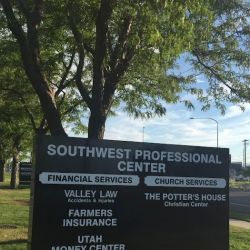 SOUTHWEST PROFESSIONAL
CENTER
FINANCIAL SERVICES
VALLEY LAW
Accidents & Injuries
FARMERS
INSURANCE
UTAH
MONEY CENTER
CHURCH SERVICES
THE POTTER'S HOUSE
Christian Center